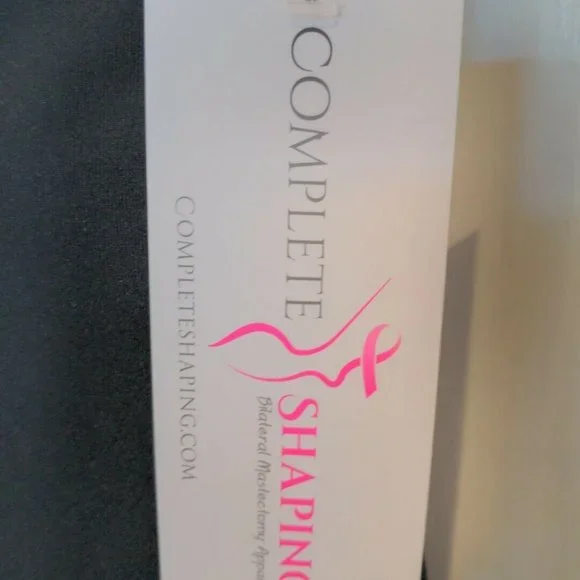 COMPLETE
SHAPING
Bilateral Mastectomy
COMPLETESHAPING.COM